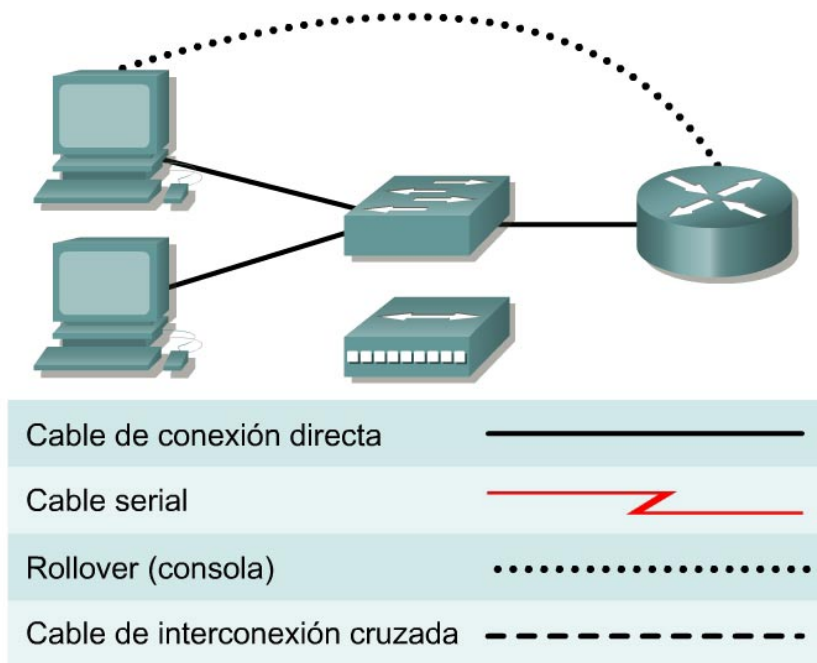 Cable de conexión directa
Cable serial
Rollover (consola)
Cable de interconexión cruzada